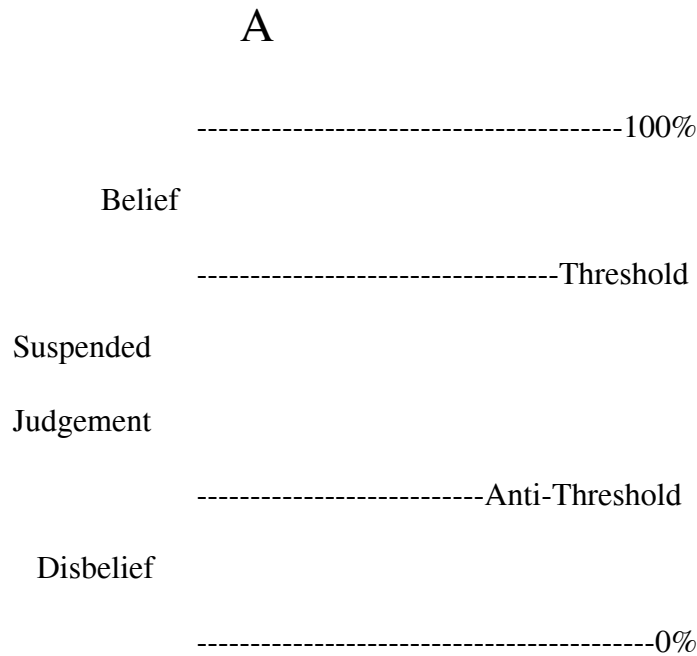 A
----------------------------------------100%
Belief
----------------------------------Threshold
Suspended
Judgement
---------------------------Anti-Threshold
Disbelief
-------------------------------------------0%